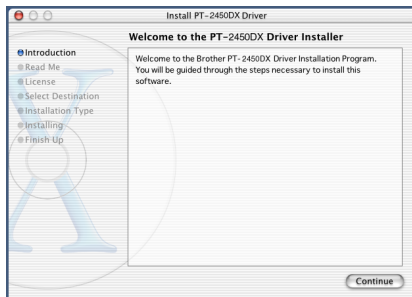 Install PT-2450DX Driver
Welcome to the PT-2450DX Driver Installer
Introduction
Read Me
License
Select Destination
Installation Type
Installing
Finish Up
Welcome to the Brother PT-2450DX Driver Installation Program.
You will be guided through the steps necessary to install this
software.
Continue